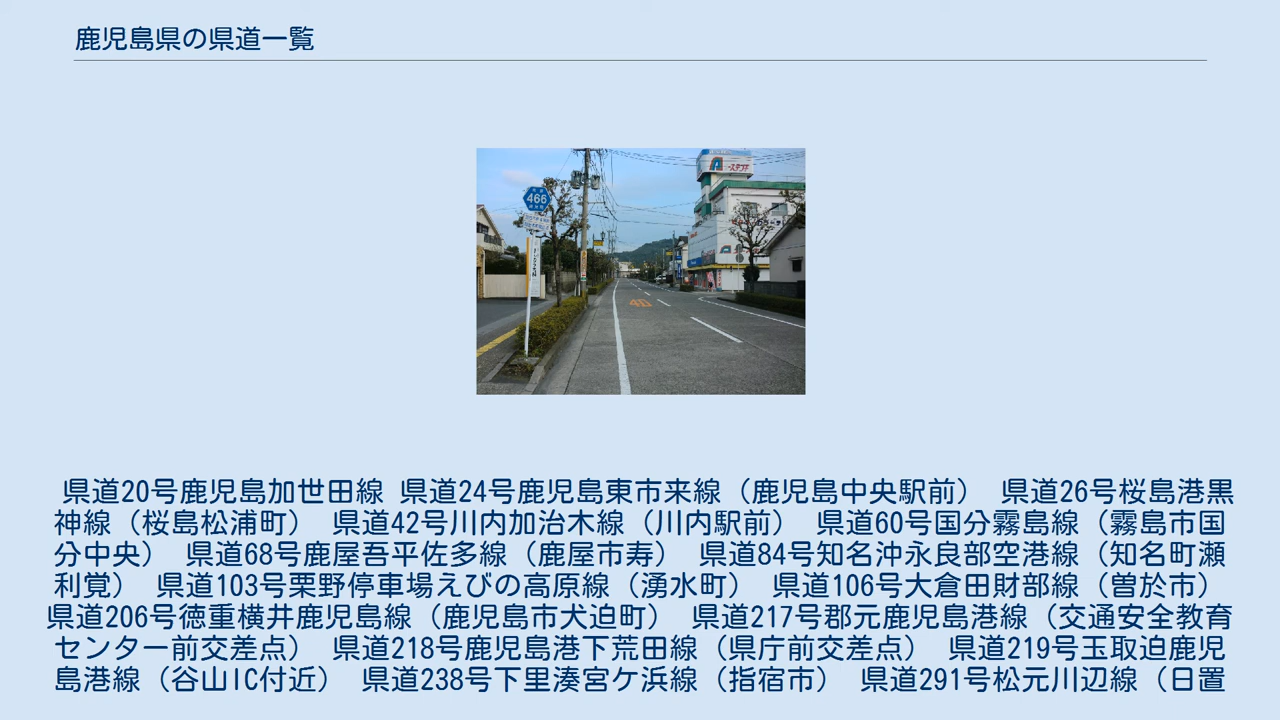 鹿児島県の県道一覧
466
40
県道20号鹿児島加世田線 県道24号鹿児島東市来線（鹿児島中央駅前） 県道26号桜島港黒
神線（桜島松浦町） 県道42号川内加治木線（川内駅前） 県道60号国分霧島線（霧島市国
分中央） 県道68号鹿屋吾平佐多線（鹿屋市寿） 県道84号知名沖永良部空港線（知名町瀬
利覚） 県道103号栗野停車場えびの高原線（湧水町） 県道106号大倉田財部線（曽於市）
県道206号徳重横井鹿児島線（鹿児島市犬迫町） 県道217号郡元鹿児島港線（交通安全教育
センター前交差点） 県道218号鹿児島港下荒田線（県庁前交差点） 県道219号玉取迫鹿児
島港線（谷山IC付近） 県道238号下里湊宮ケ浜線（指宿市） 県道291号松元川辺線（日置